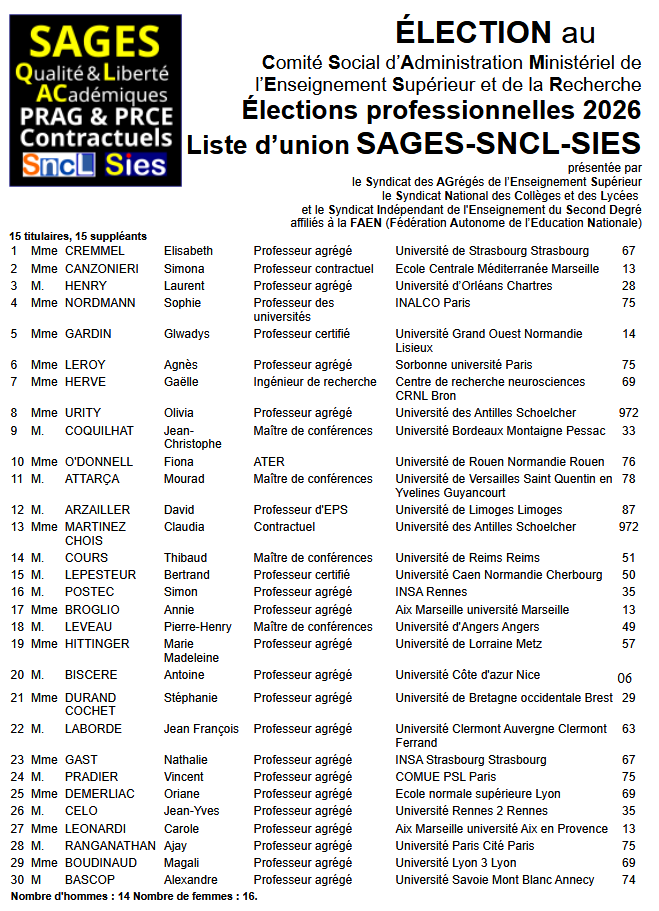 SAGES
Qualité & Liberté
ACadémiques
PRAG & PRCE
Contractuels
SncL Sies
ÉLECTION au
Comité Social d’Administration Ministériel de
l’Enseignement Supérieur et de la Recherche
Élections professionnelles 2026
Liste d’union SAGES-SNCL-SIES
présentée par
le Syndicat des AGrégés de l’Enseignement Supérieur
le Syndicat National des Collèges et des Lycées
et le Syndicat Indépendant de l'Enseignement du Second Degré
affiliés à la FAEN (Fédération Autonome de l’Education Nationale)
15 titulaires, 15 suppléants
1 Mme CREMMEL Elisabeth Professeur agrégé Université de Strasbourg Strasbourg 67
2 Mme CANZONIERI Simona Professeur contractuel Ecole Centrale Méditerranée Marseille 13
3 M. HENRY Laurent Professeur agrégé Université d’Orléans Chartres 28
4 Mme NORDMANN Sophie Professeur des INALCO Paris 75
universités
5 Mme GARDIN Glwadys Professeur certifié Université Grand Ouest Normandie 14
Lisieux
6 Mme LEROY Agnès Professeur agrégé Sorbonne université Paris 75
7 Mme HERVE Gaëlle Ingénieur de recherche Centre de recherche neurosciences 69
CRNL Bron
8 Mme URITY Olivia Professeur agrégé Université des Antilles Schoelcher 972
9 M. COQUILHAT Jean- Maître de conférences Université Bordeaux Montaigne Pessac 33
Christophe
10 Mme O'DONNELL Fiona ATER Université de Rouen Normandie Rouen 76
11 M. ATTARÇA Mourad Maître de conférences Université de Versailles Saint Quentin en 78
Yvelines Guyancourt
12 M. ARZAILLER David Professeur d'EPS Université de Limoges Limoges 87
13 Mme MARTINEZ Claudia Contractuel Université des Antilles Schoelcher 972
CHOIS
14 M. COURS Thibaud Maître de conférences Université de Reims Reims 51
15 M. LEPESTEUR Bertrand Professeur certifié Université Caen Normandie Cherbourg 50
16 M. POSTEC Simon Professeur agrégé INSA Rennes 35
17 Mme BROGLIO Annie Professeur agrégé Aix Marseille université Marseille 13
18 M. LEVEAU Pierre-Henry Maître de conférences Université d'Angers Angers 49
19 Mme HITTINGER Marie Professeur agrégé Université de Lorraine Metz 57
Madeleine
20 M. BISCERE Antoine Professeur agrégé Université Côte d'azur Nice 06
21 Mme DURAND Stéphanie Professeur agrégé Université de Bretagne occidentale Brest 29
COCHET
22 M. LABORDE Jean François Professeur agrégé Université Clermont Auvergne Clermont 63
Ferrand
23 Mme GAST Nathalie Professeur agrégé INSA Strasbourg Strasbourg 67
24 M. PRADIER Vincent Professeur agrégé COMUE PSL Paris 75
25 Mme DEMERLIAC Oriane Professeur agrégé Ecole normale supérieure Lyon 69
26 M. CELO Jean-Yves Professeur agrégé Université Rennes 2 Rennes 35
27 Mme LEONARDI Carole Professeur agrégé Aix Marseille université Aix en Provence 13
28 M. RANGANATHAN Ajay Professeur agrégé Université Paris Cité Paris 75
29 Mme BOUDINAUD Magali Professeur agrégé Université Lyon 3 Lyon 69
30 M BASCOP Alexandre Professeur agrégé Université Savoie Mont Blanc Annecy 74
Nombre d'hommes : 14 Nombre de femmes : 16.